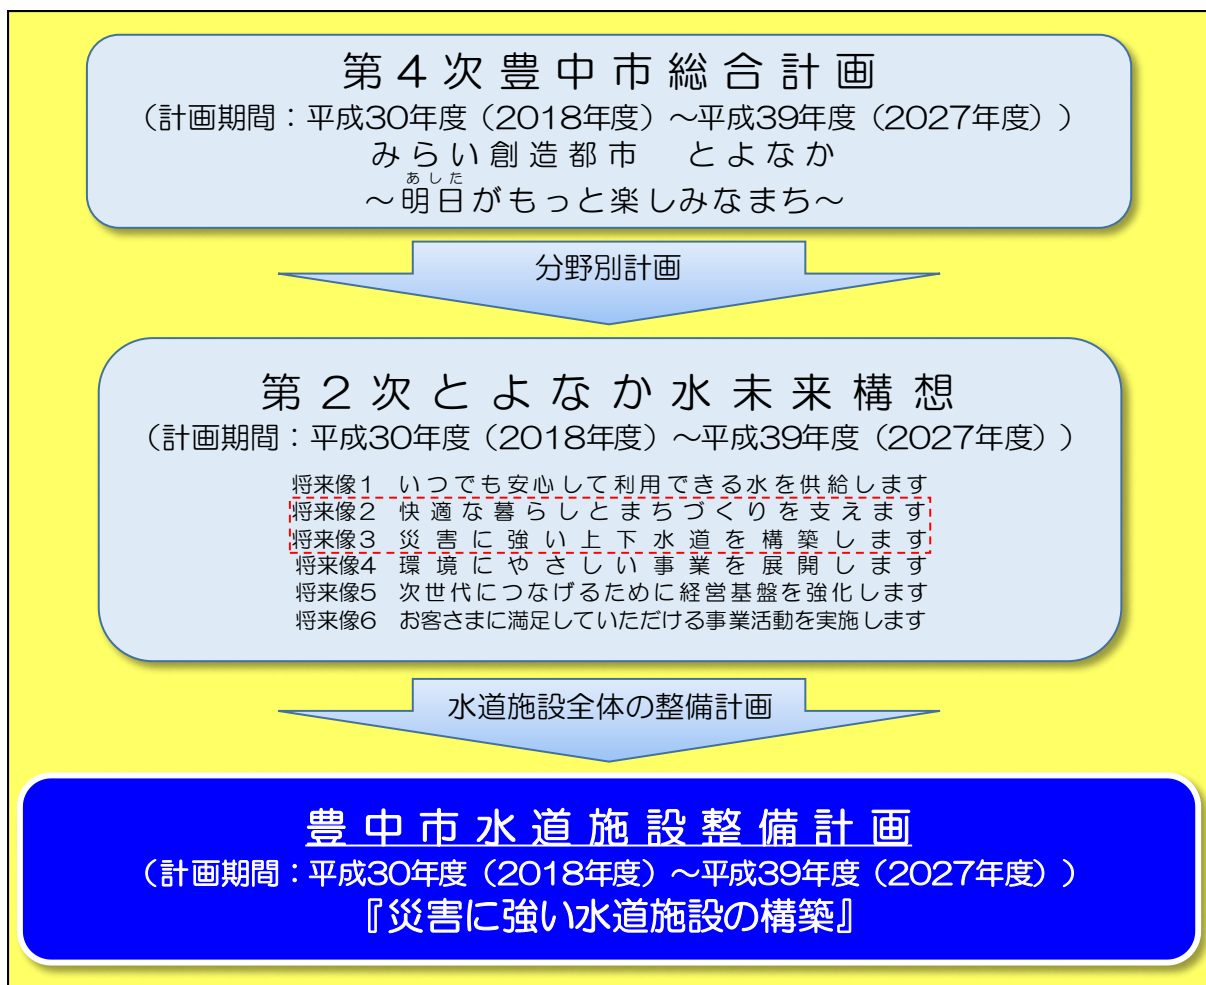 第4次豊中市総合計画
（計画期間：平成30年度（2018年度）～平成39年度（2027年度））
みらい創造都市　とよなか
あした
～明日がもっと楽しみなまち～
分野別計画
第2次とよなか水未来構想
（計画期間：平成30年度（2018年度）～平成39年度（2027年度））
将来像1　いつでも安心して利用できる水を供給します
将来像2　快適な暮らしとまちづくりを支えます
将来像3　災害に強い上下水道を構築します
将来像4　環境にやさしい事業を展開します
将来像5　次世代につなげるために経営基盤を強化します
将来像6　お客さまに満足していただける事業活動を実施します
水道施設全体の整備計画
豊中市水道施設整備計画
（計画期間：平成30年度（2018年度）～平成39年度（2027年度））
『災害に強い水道施設の構築』